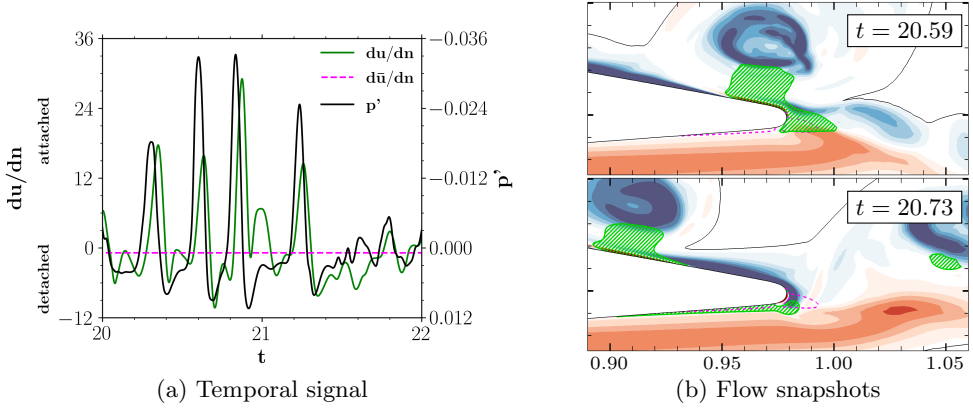 36
24
12
0
−12
du/dn
attached
detached
du/dn
dū/dn
p'
−0.036
−0.024
−0.012
0.000
0.012
p'
20
21
22
t
(a) Temporal signal
t = 20.59
t = 20.73
0.90
0.95
1.00
1.05
(b) Flow snapshots